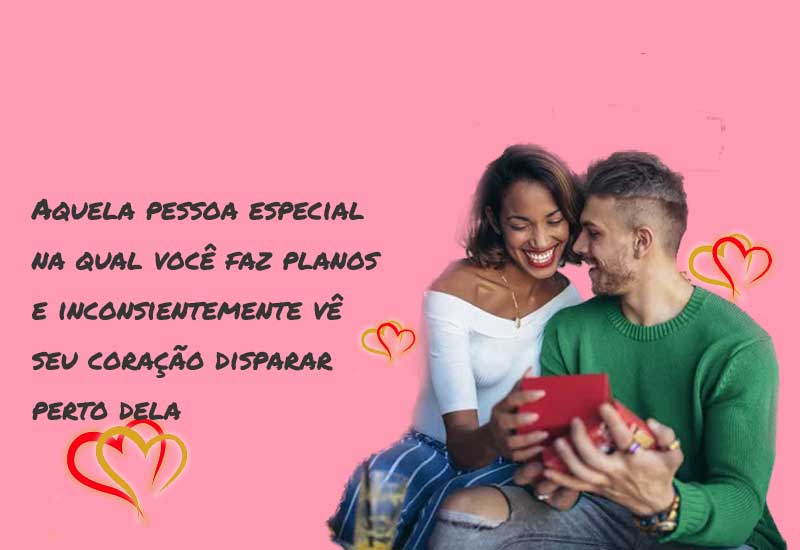 Aquela pessoa especial
na qual você faz planos
e inconsientemente vê
seu coração disparar
perto dela